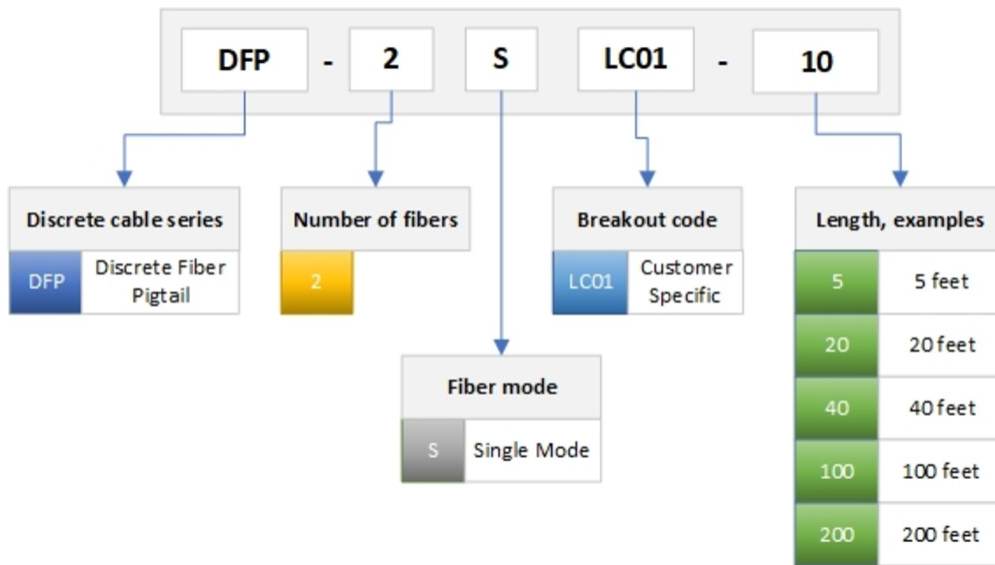 DFP - 2 S LC01 - 10
Discrete cable series
DFP Discrete Fiber
Pigtail
Number of fibers
2
Breakout code
LC01 Customer
Specific
Length, examples
5 5 feet
20 20 feet
40 40 feet
100 100 feet
200 200 feet
Fiber mode
S Single Mode